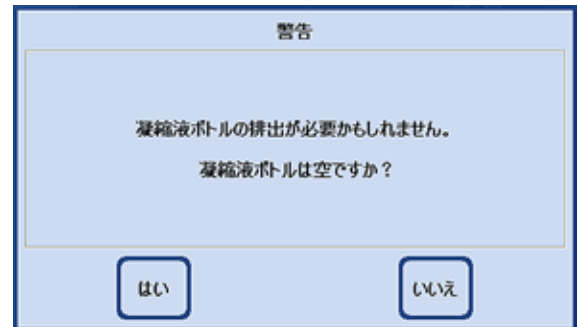 警告
凝縮液ボトルの排出が必要かもしれません。
凝縮液ボトルは空ですか？
はい
いいえ